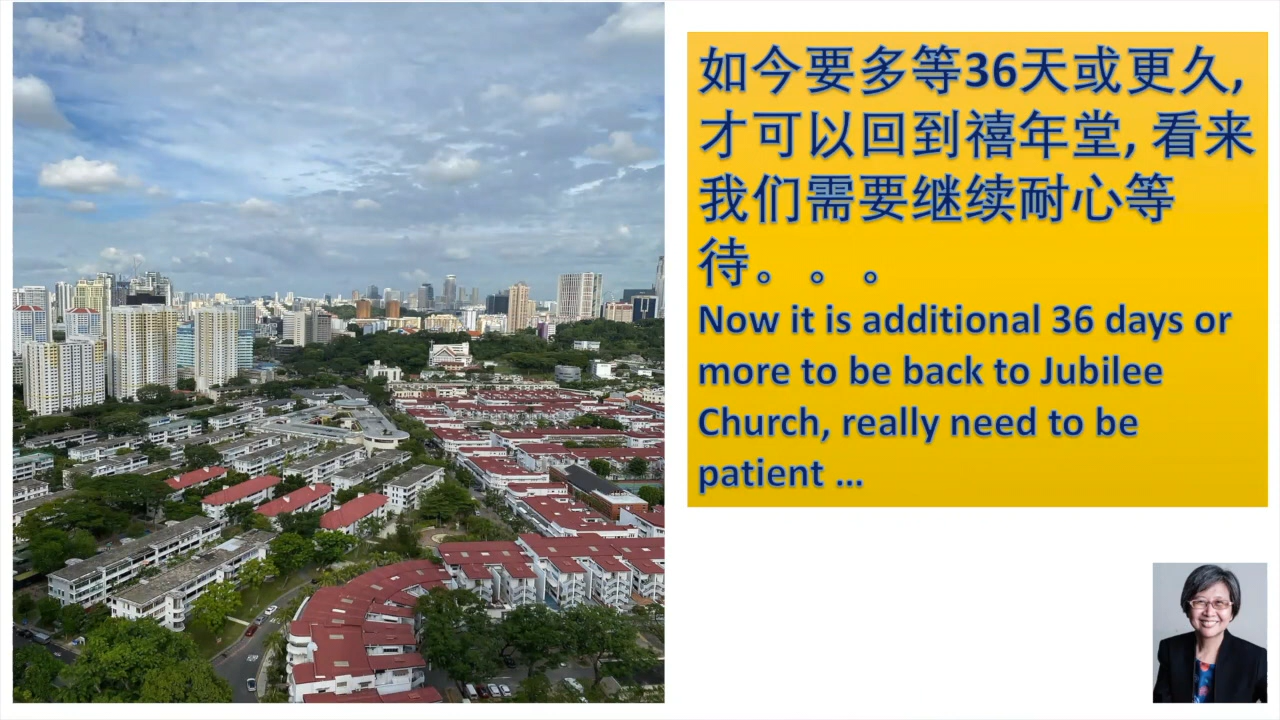 如今要多等36天或更久,
才可以回到禧年堂, 看来
我们需要继续耐心等
待。。。
Now it is additional 36 days or
more to be back to Jubilee
Church, really need to be
patient ...